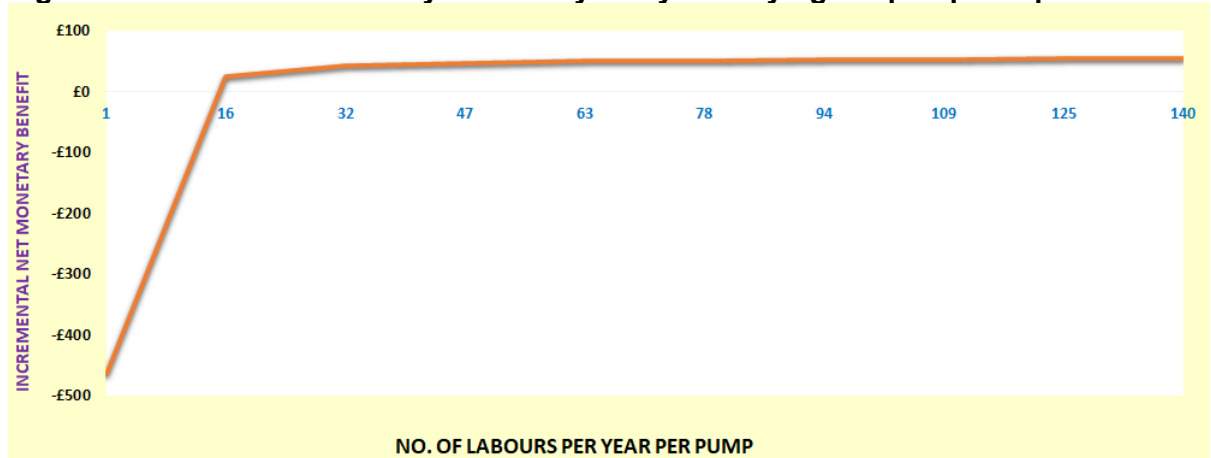 £100
£0
1 16 32 47 63 78 94 109 125 140
-£100
-£200
-£300
-£400
-£500
INCREMENTAL NET MONETARY BENEFIT
NO. OF LABOURS PER YEAR PER PUMP